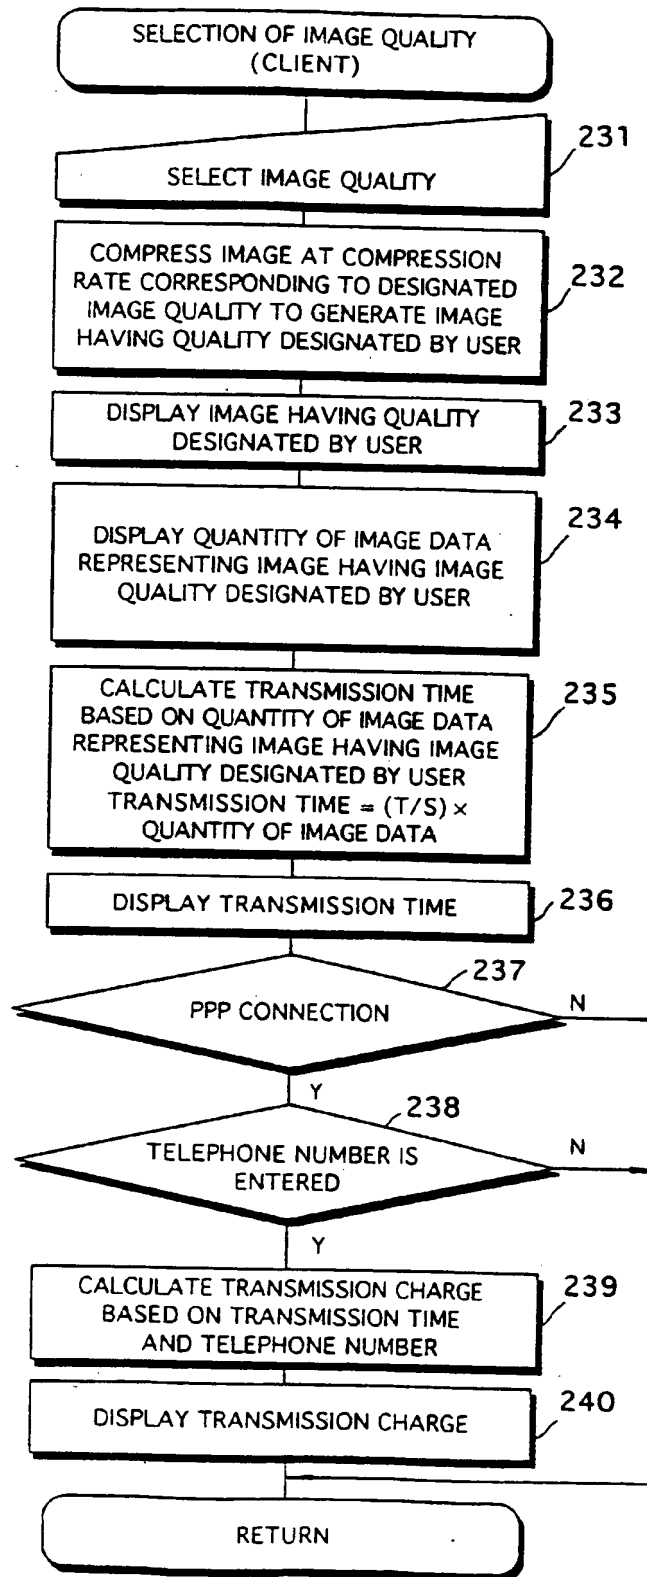 SELECTION OF IMAGE QUALITY
(CLIENT)
231
SELECT IMAGE QUALITY
COMPRESS IMAGE AT COMPRESSION
RATE CORRESPONDING TO DESIGNATED
IMAGE QUALITY TO GENERATE IMAGE
HAVING QUALITY DESIGNATED BY USER
232
DISPLAY IMAGE HAVING QUALITY
DESIGNATED BY USER
233
234
DISPLAY QUANTITY OF IMAGE DATA
REPRESENTING IMAGE HAVING IMAGE
QUALITY DESIGNATED BY USER
CALCULATE TRANSMISSION TIME
BASED ON QUANTITY OF IMAGE DATA
REPRESENTING IMAGE HAVING IMAGE
QUALITY DESIGNATED BY USER
TRANSMISSION TIME = (T/S) ×
QUANTITY OF IMAGE DATA
235
DISPLAY TRANSMISSION TIME
236
237
PPP CONNECTION
N
Y
238
TELEPHONE NUMBER IS
ENTERED
N
Y
CALCULATE TRANSMISSION CHARGE
BASED ON TRANSMISSION TIME
AND TELEPHONE NUMBER
239
DISPLAY TRANSMISSION CHARGE
240
RETURN